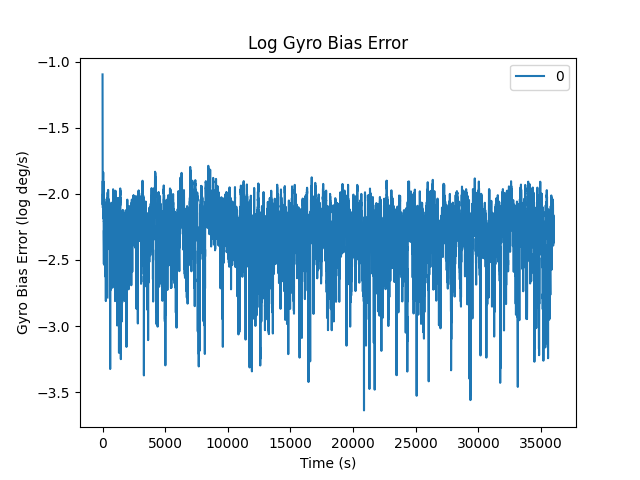 Log Gyro Bias Error
0
Gyro Bias Error (log deg/s)
−1.0
−1.5
−2.0
−2.5
−3.0
−3.5
0 5000 10000 15000 20000 25000 30000 35000
Time (s)